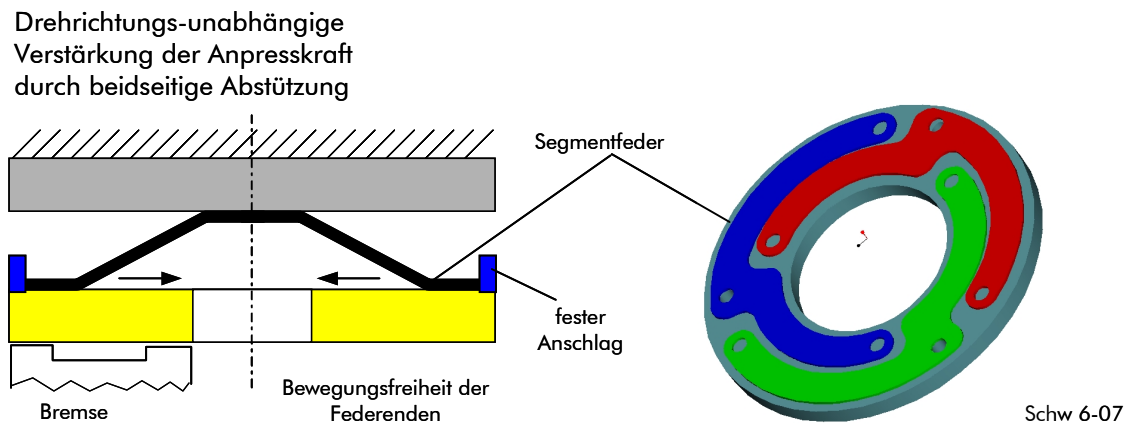 Drehrichtungs-unabhängige
Verstärkung der Anpresskraft
durch beidseitige Abstützung
Segmentfeder
fester
Anschlag
Bewegungsfreiheit der
Federenden
Bremse
Schw 6-07